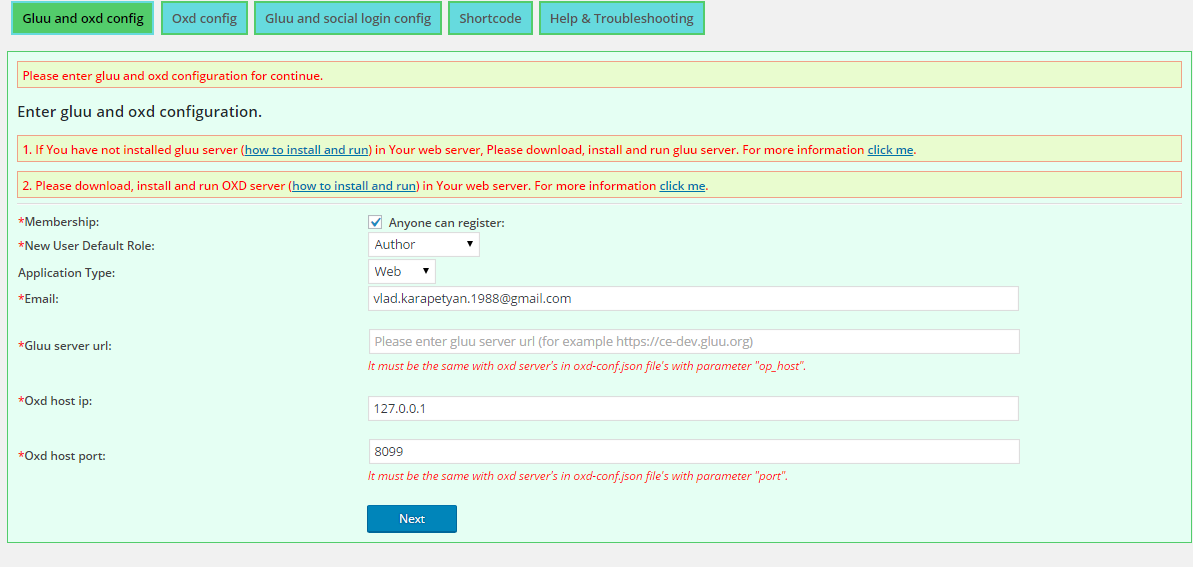 Gluu and oxd config Oxd config Gluu and social login config Shortcode Help & Troubleshooting
Please enter gluu and oxd configuration for continue.
Enter gluu and oxd configuration.
1. If You have not installed gluu server (how to install and run) in Your web server, Please download, install and run gluu server. For more information click me.
2. Please download, install and run OXD server (how to install and run) in Your web server. For more information click me.
*Membership: Anyone can register:
*New User Default Role: Author
Application Type: Web
*Email: vlad.karapetyan.1988@gmail.com
*Gluu server url: Please enter gluu server url (for example https://ce-dev.gluu.org)
It must be the same with oxd server's in oxd-conf.json file's with parameter "op_host".
*Oxd host ip: 127.0.0.1
*Oxd host port: 8099
It must be the same with oxd server's in oxd-conf.json file's with parameter "port".
Next